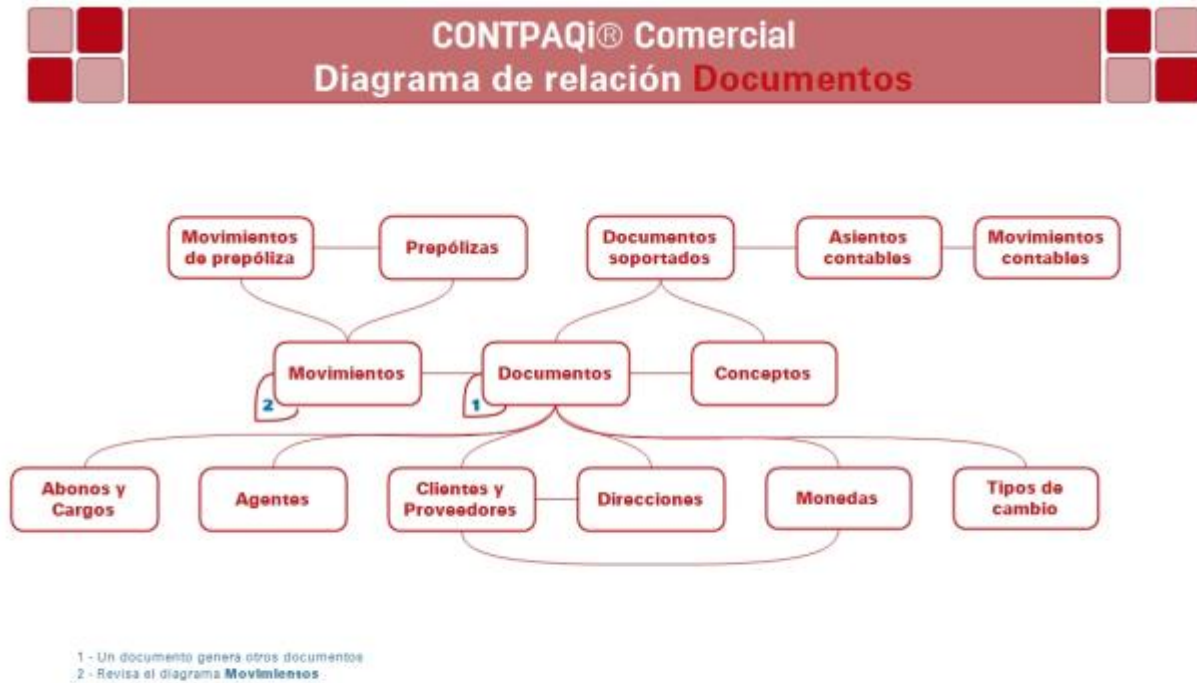 CONTPAQi® Comercial
Diagrama de relación Documentos
Movimientos
de prepóliza
Prepólizas
Documentos
soportados
Asientos
contables
Movimientos
contables
Movimientos
Documentos
Conceptos
2
1
Abonos y
Cargos
Agentes
Clientes y
Proveedores
Direcciones
Monedas
Tipos de
cambio
1 - Un documento genera otros documentos
2 - Revisa el diagrama Movimientos